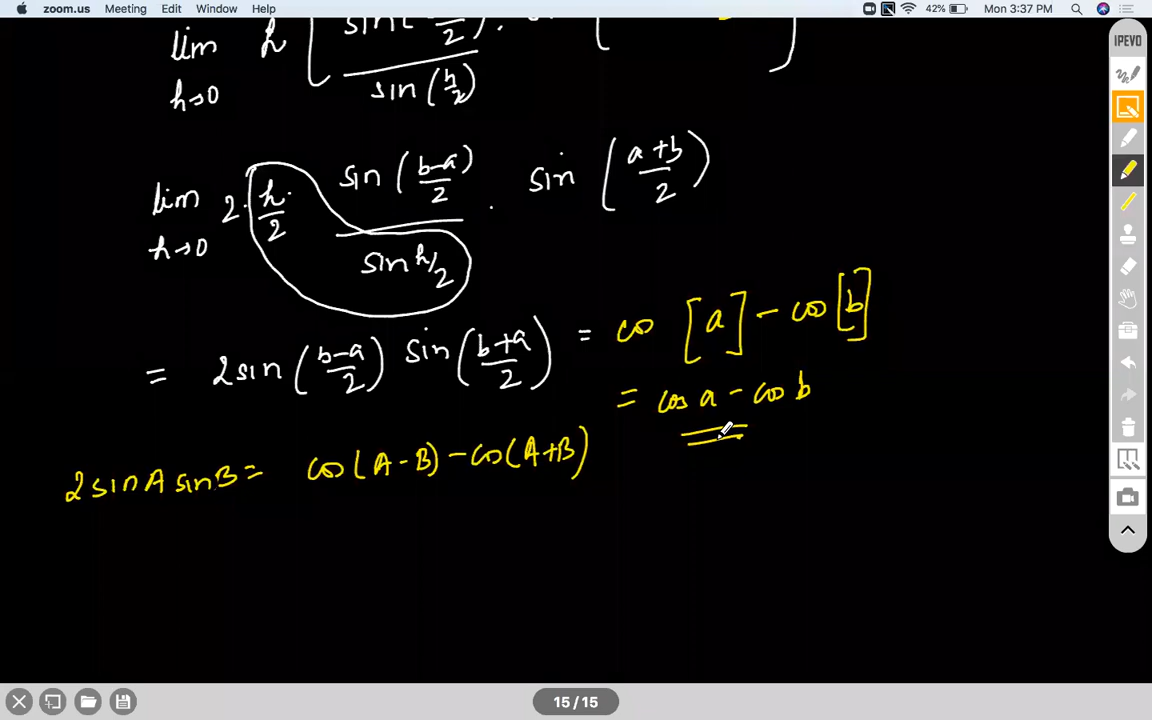 zoom.us Meeting Edit Window Help 42% Mon 3:37 PM
IPEVO
lim h→0 h [ sin( /2). / sin(h/2) [ ]
lim h→0 2·h/2· sin(b-a/2) / sin h/2 . sin(a+b/2)
= 2sin(b-a/2) sin(b+a/2) = cos [a] - cos[b]
= cos a - cos b
2 sin A sin B = cos(A-B) - cos(A+B)
15 / 15